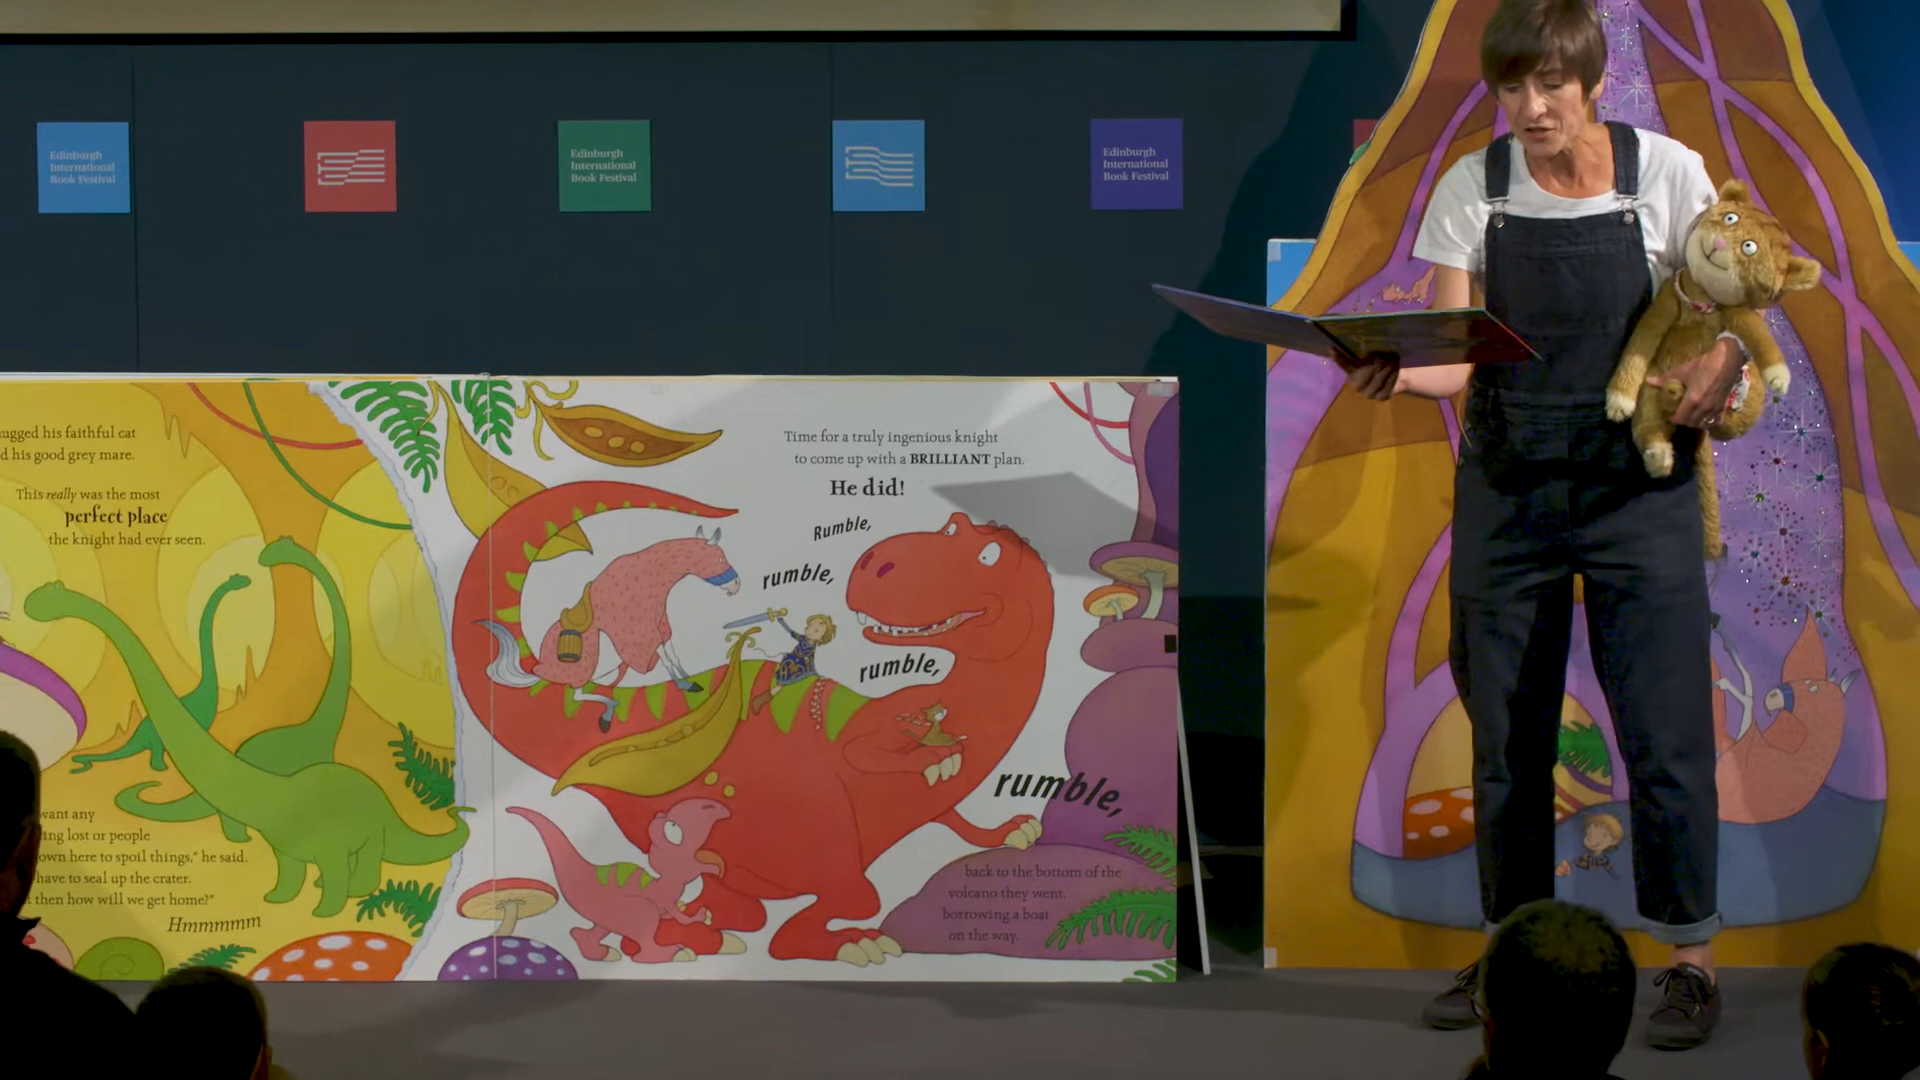 Edinburgh
International
Book Festival
Edinburgh
International
Book Festival
Edinburgh
International
Book Festival
his faithful cat
his good grey mare.
This really was the most
perfect place
the knight had ever seen.
want any
lost or people
here to spoil things," he said.
have to seal up the crater.
then how will we get home?"
Hmmmmm
Time for a truly ingenious knight
to come up with a BRILLIANT plan.
He did!
Rumble,
rumble,
rumble,
rumble,
back to the bottom of the
volcano they went,
borrowing a boat
on the way.